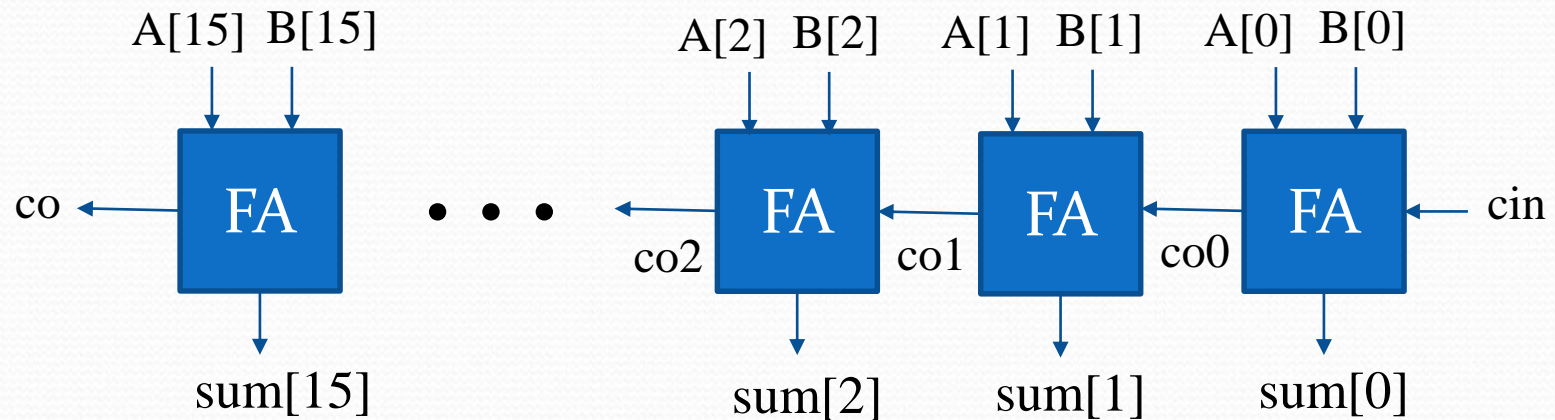 A[15] B[15] A[2] B[2] A[1] B[1] A[0] B[0]
co FA • • • FA FA FA cin
co2 co1 co0
sum[15] sum[2] sum[1] sum[0]